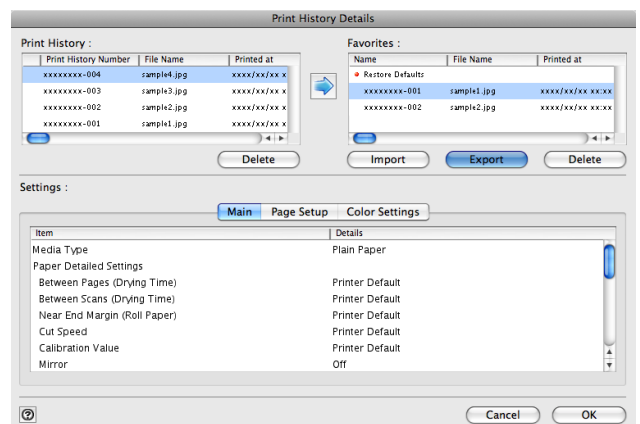 Print History Details
Print History :
Print History Number File Name Printed at
xxxxxxxx-004 sample4.jpg xxxx/xx/xx x
xxxxxxxx-003 sample3.jpg xxxx/xx/xx x
xxxxxxxx-002 sample2.jpg xxxx/xx/xx x
xxxxxxxx-001 sample1.jpg xxxx/xx/xx x
Delete
Favorites :
Name File Name Printed at
Restore Defaults
xxxxxxxx-001 sample1.jpg xxxx/xx/xx xx:xx
xxxxxxxx-002 sample2.jpg xxxx/xx/xx xx:xx
Import Export Delete
Settings :
Main Page Setup Color Settings
Item Details
Media Type Plain Paper
Paper Detailed Settings
Between Pages (Drying Time) Printer Default
Between Scans (Drying Time) Printer Default
Near End Margin (Roll Paper) Printer Default
Cut Speed Printer Default
Calibration Value Printer Default
Mirror Off
? Cancel OK